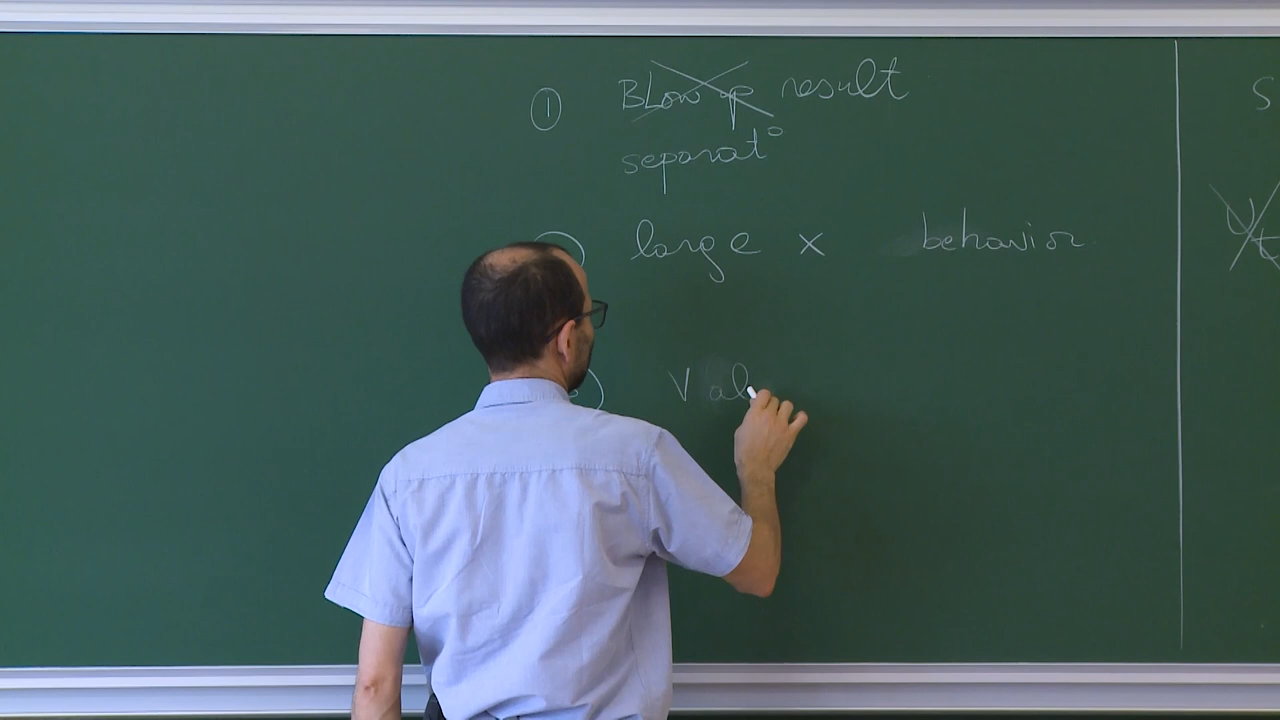 ① BLow up result
separat°
large x behavior
Val
S